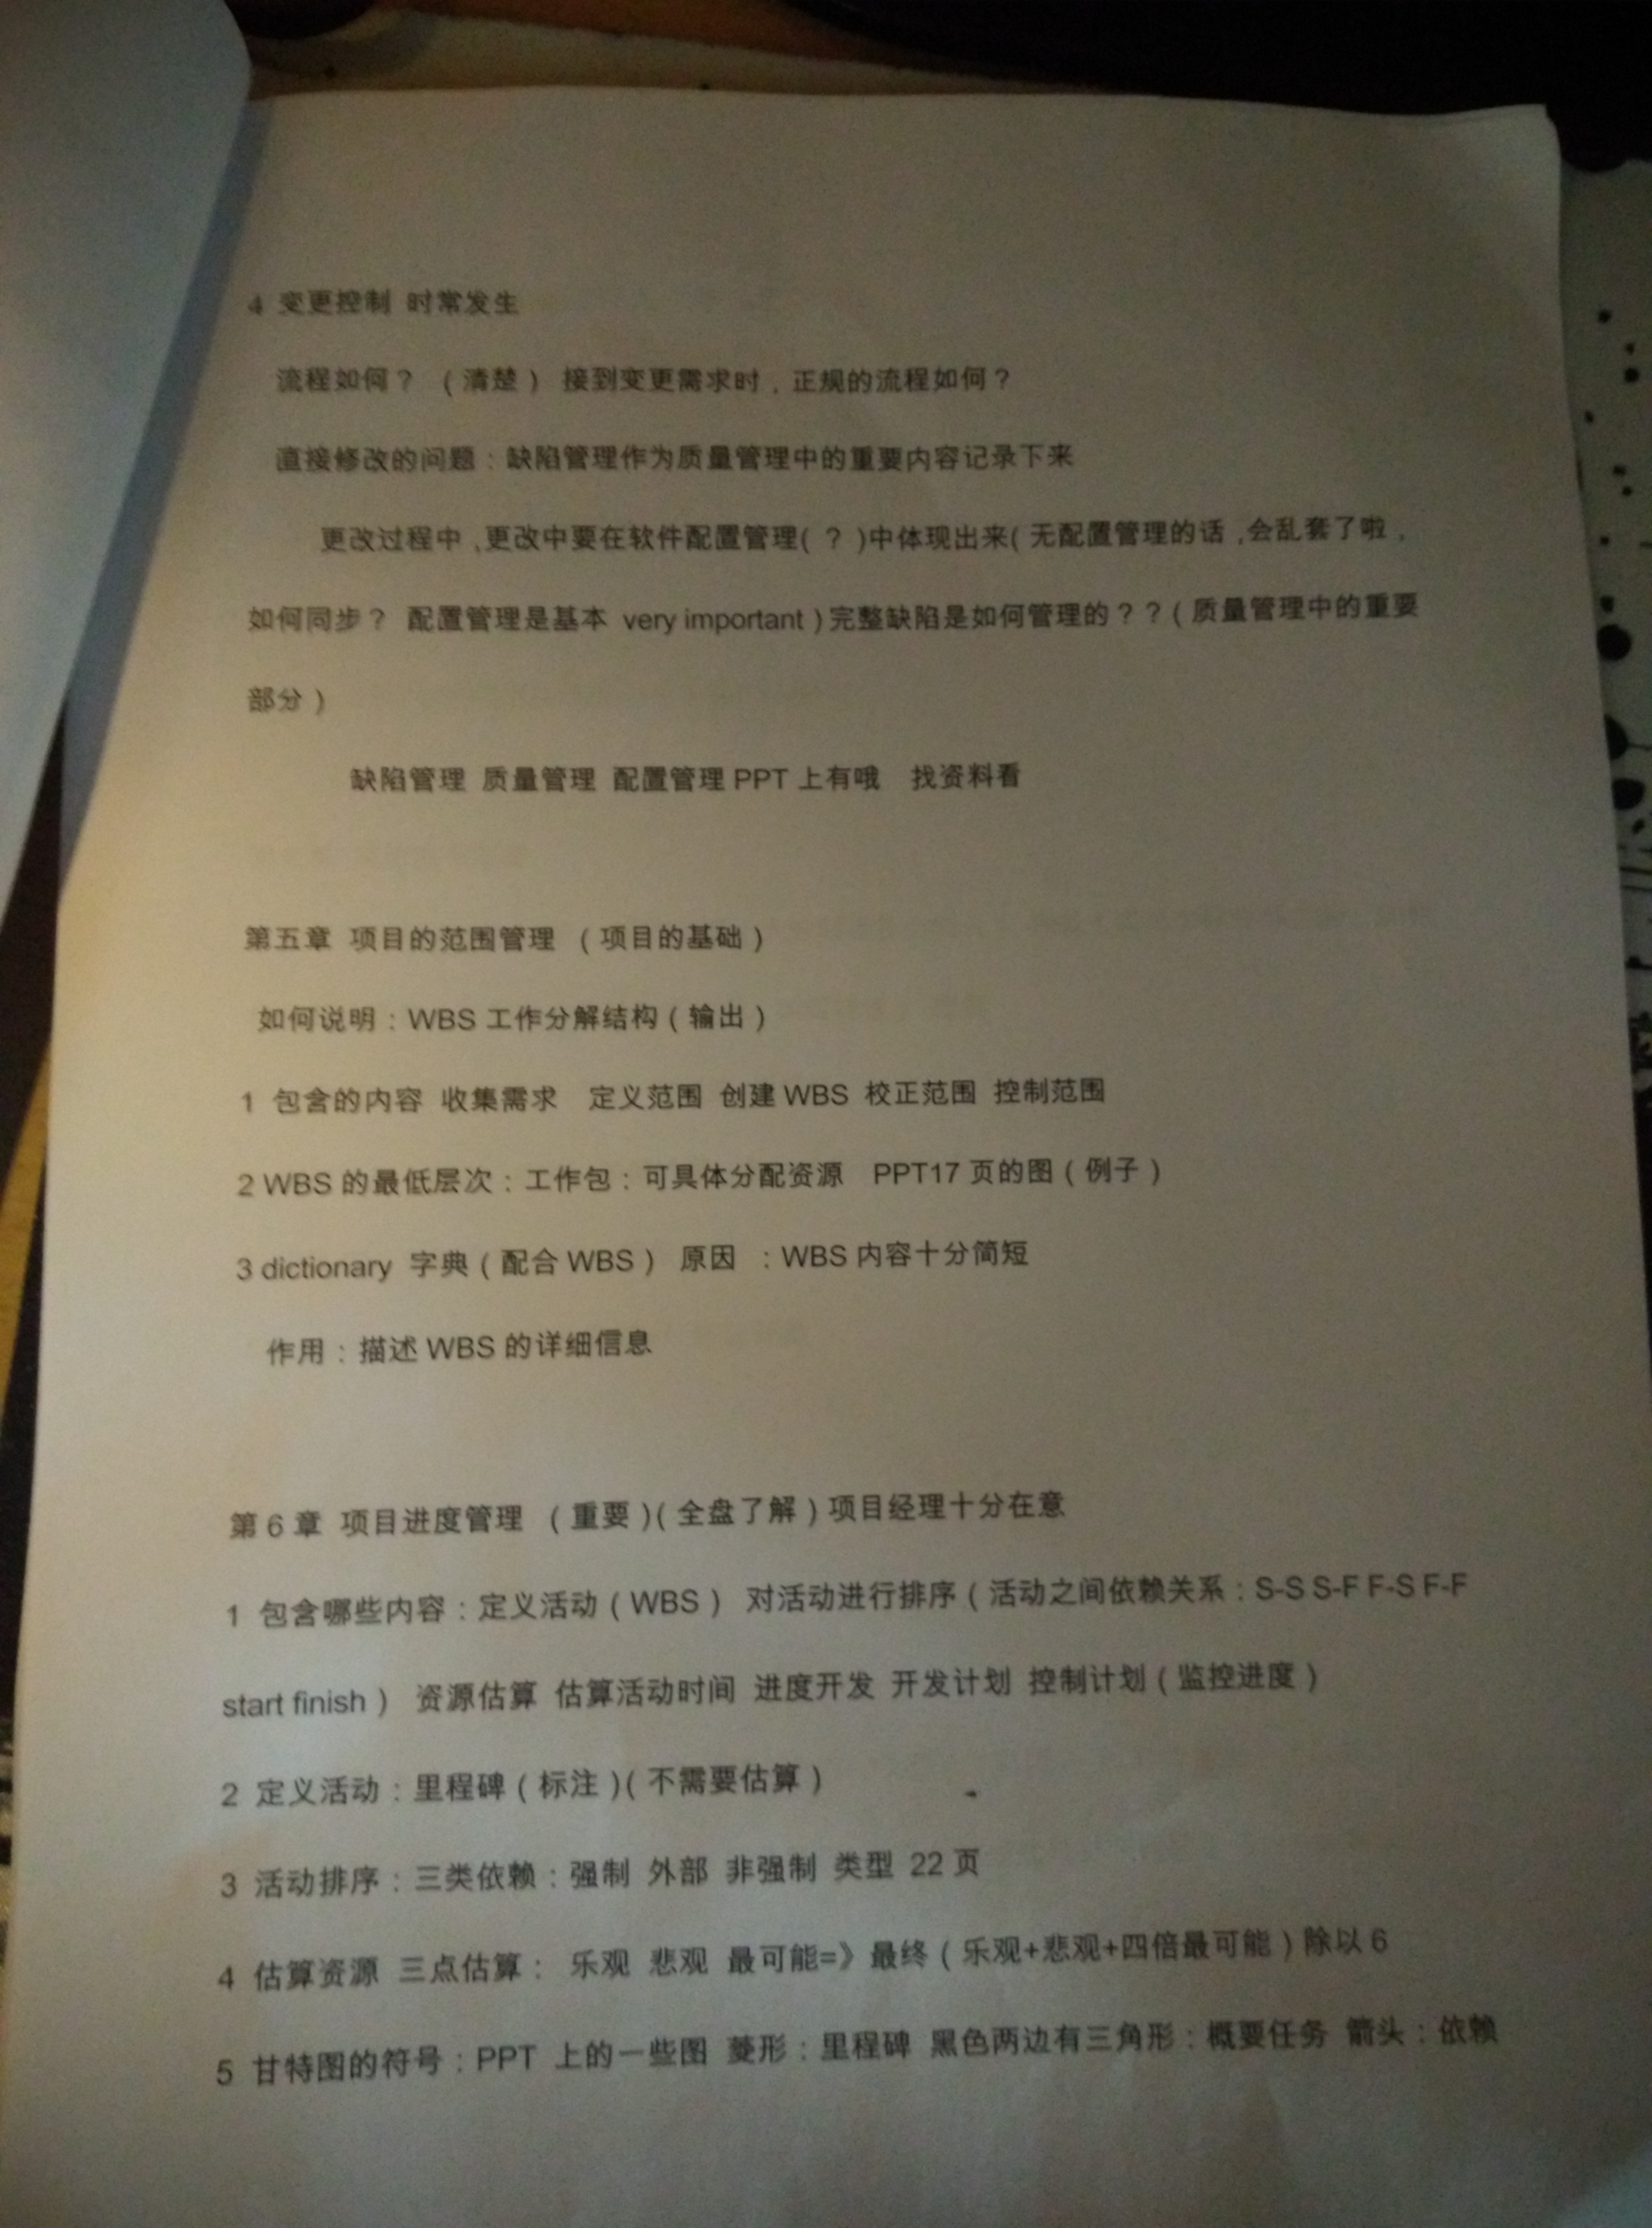 4 变更控制 时常发生
流程如何？ （清楚） 接到变更需求时，正规的流程如何？
直接修改的问题：缺陷管理作为质量管理中的重要内容记录下来
更改过程中，更改中要在软件配置管理（？）中体现出来（无配置管理的话，会乱套了啦，
如何同步？ 配置管理是基本 very important）完整缺陷是如何管理的？？（质量管理中的重要
部分）
缺陷管理 质量管理 配置管理 PPT 上有哦 找资料看
第五章 项目的范围管理 （项目的基础）
如何说明：WBS 工作分解结构（输出）
1 包含的内容 收集需求 定义范围 创建 WBS 校正范围 控制范围
2 WBS 的最低层次：工作包：可具体分配资源 PPT17 页的图（例子）
3 dictionary 字典（配合 WBS） 原因 ：WBS 内容十分简短
作用：描述 WBS 的详细信息
第 6 章 项目进度管理 （重要）（全盘了解）项目经理十分在意
1 包含哪些内容：定义活动（WBS） 对活动进行排序（活动之间依赖关系：S-S S-F F-S F-F
start finish） 资源估算 估算活动时间 进度开发 开发计划 控制计划（监控进度）
2 定义活动：里程碑（标注）（不需要估算）
3 活动排序：三类依赖：强制 外部 非强制 类型 22 页
4 估算资源 三点估算： 乐观 悲观 最可能=》最终（乐观+悲观+四倍最可能）除以 6
5 甘特图的符号：PPT 上的一些图 菱形：里程碑 黑色两边有三角形：概要任务 箭头：依赖